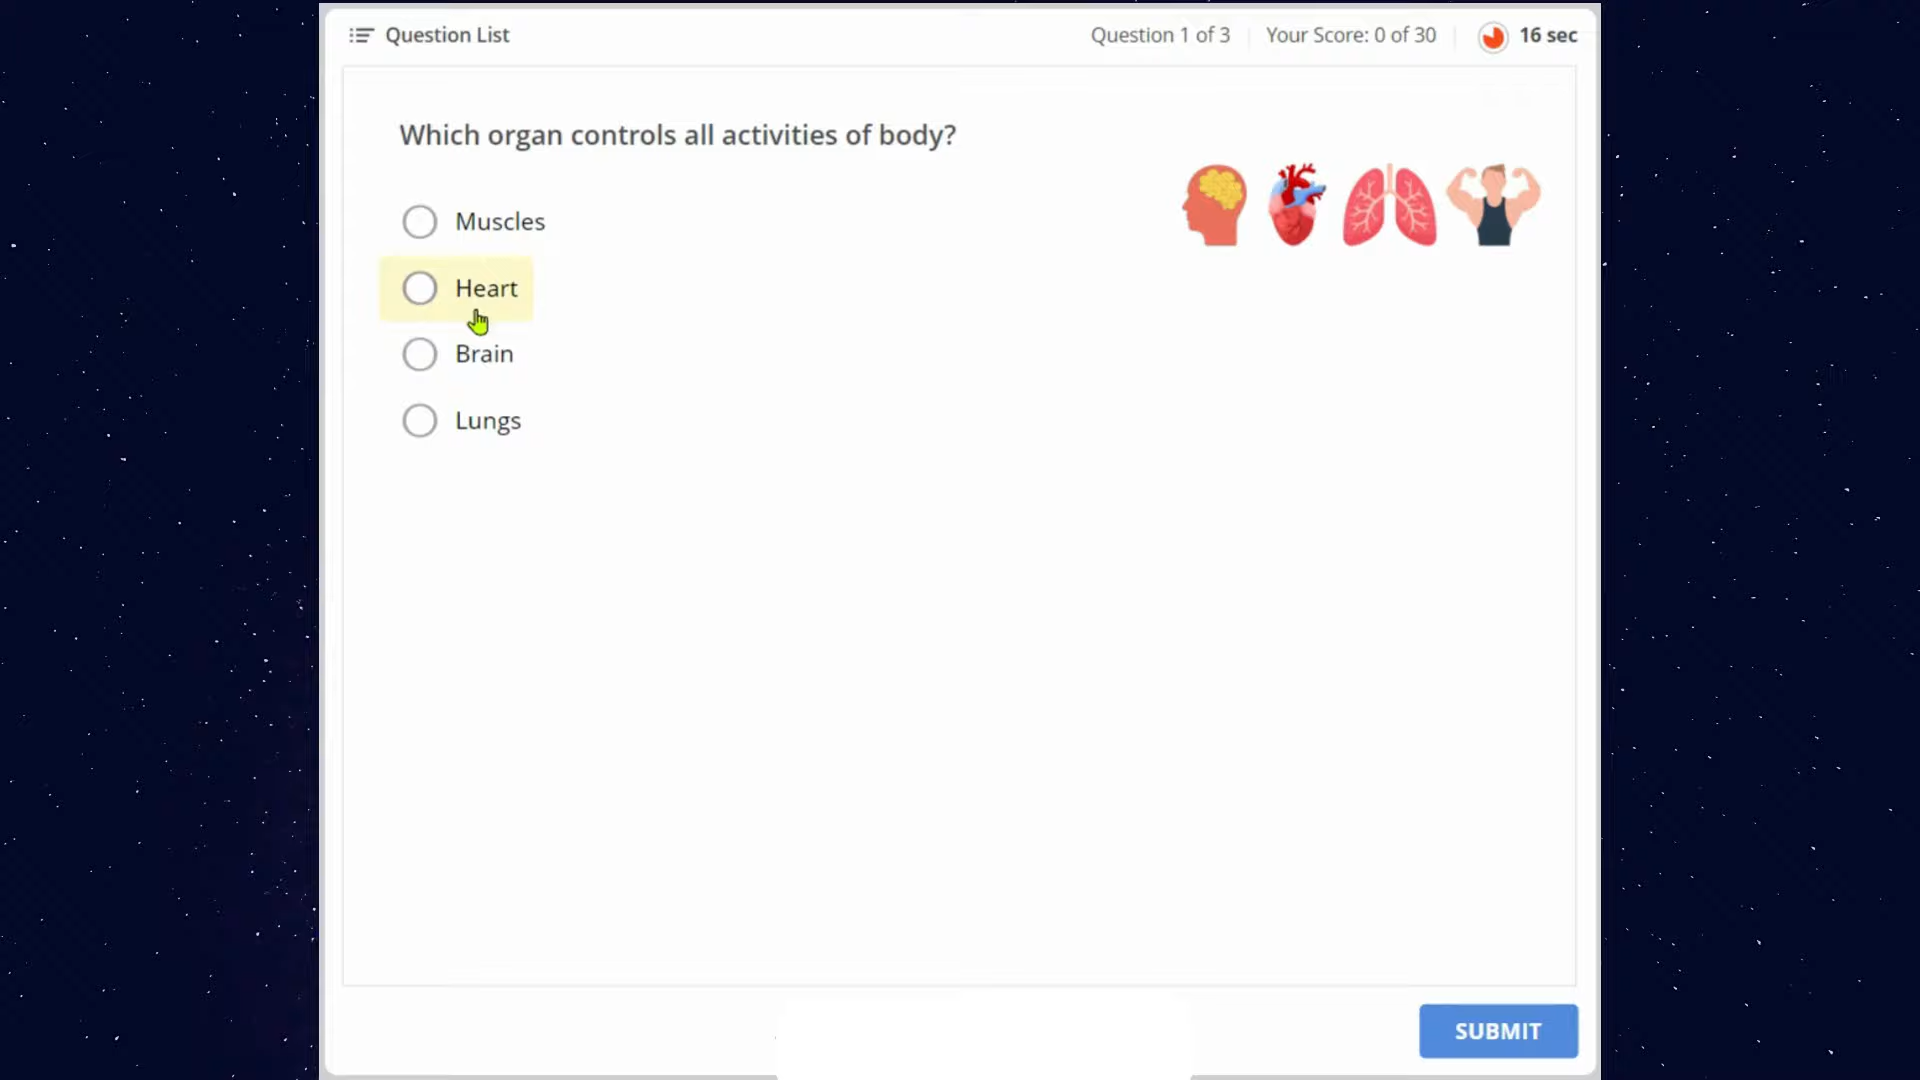 Question List
Question 1 of 3
Your Score: 0 of 30
16 sec
Which organ controls all activities of body?
Muscles
Heart
Brain
Lungs
SUBMIT